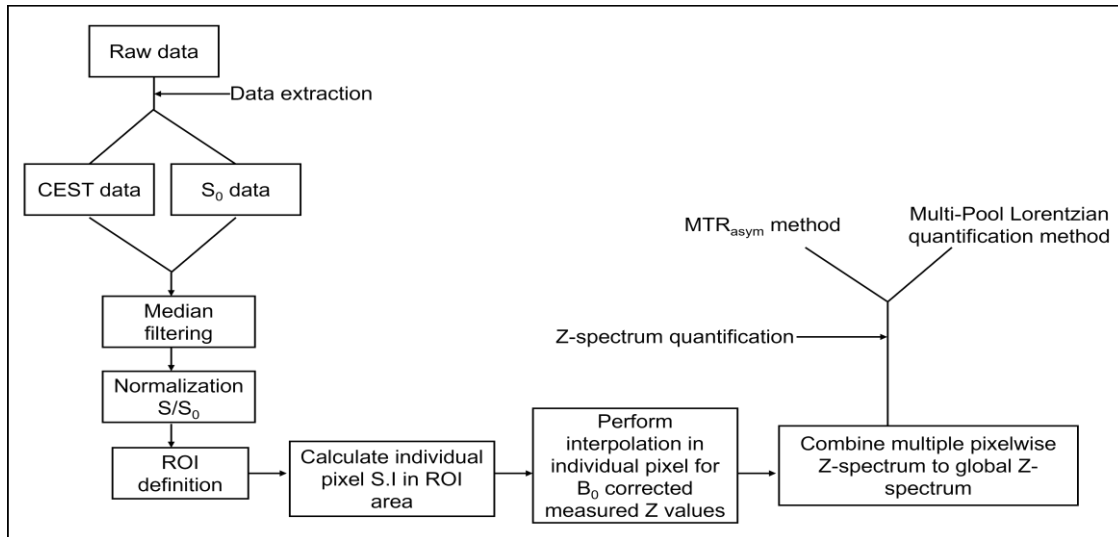 Raw data
Data extraction
CEST data
S₀ data
MTRasym method
Multi-Pool Lorentzian
quantification method
Median
filtering
Z-spectrum quantification
Normalization
S/S₀
ROI
definition
Calculate individual
pixel S.I in ROI
area
Perform
interpolation in
individual pixel for
B₀ corrected
measured Z values
Combine multiple pixelwise
Z-spectrum to global Z-
spectrum